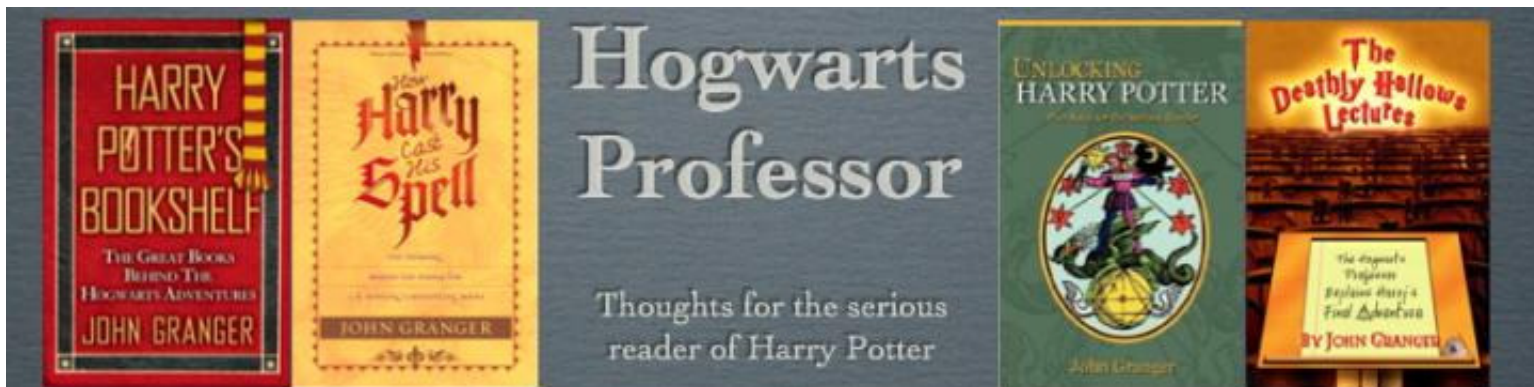 HARRY
POTTER'S
BOOKSHELF
THE GREAT BOOKS
BEHIND THE
HOGWARTS ADVENTURES
JOHN GRANGER
How
Harry
Cast
His
Spell
JOHN GRANGER
Hogwarts
Professor
Thoughts for the serious
reader of Harry Potter
UNLOCKING
HARRY POTTER
John Granger
The
Deathly Hallows
Lectures
The Hogwarts
Professor
Explains Harry's
Final Adventure
BY JOHN GRANGER